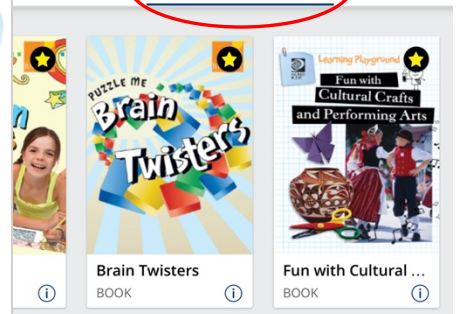 PUZZLE ME
Brain
Twisters
Learning Playground
Fun with
Cultural Crafts
and Performing Arts
Brain Twisters
BOOK
Fun with Cultural ...
BOOK